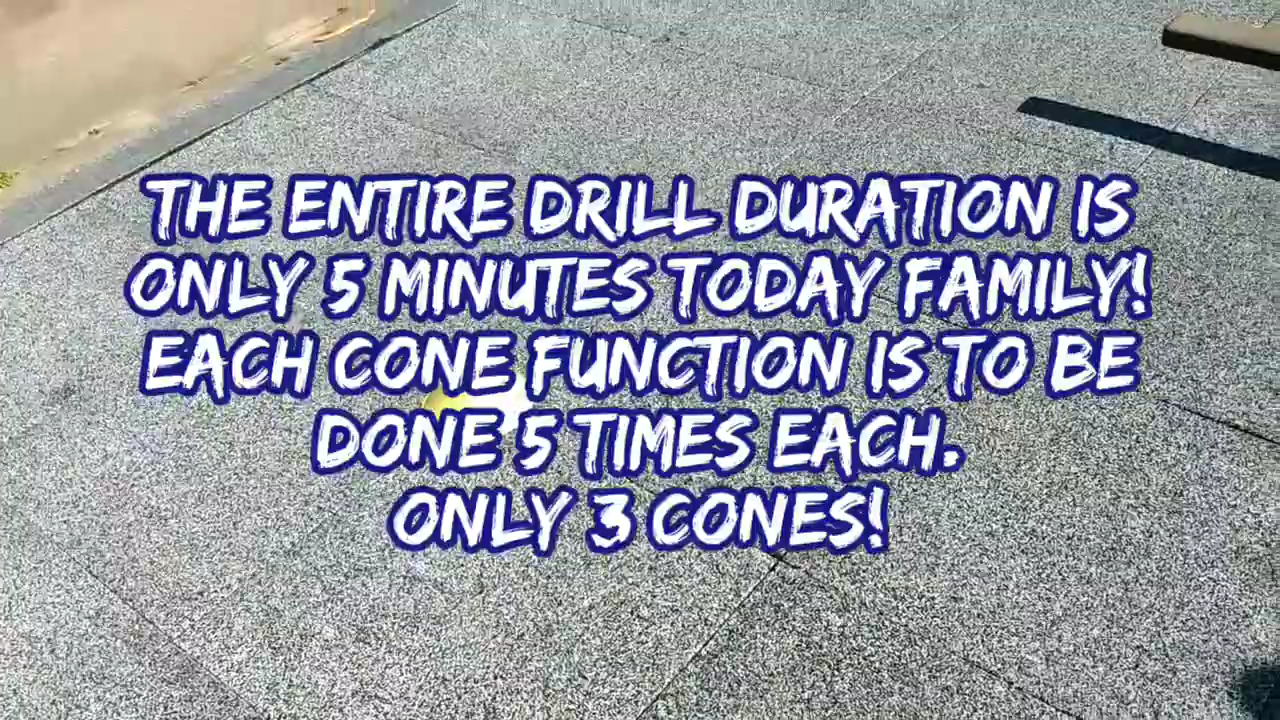 THE ENTIRE DRILL DURATION IS
ONLY 5 MINUTES TODAY FAMILY!
EACH CONE FUNCTION IS TO BE
DONE 5 TIMES EACH.
ONLY 3 CONES!